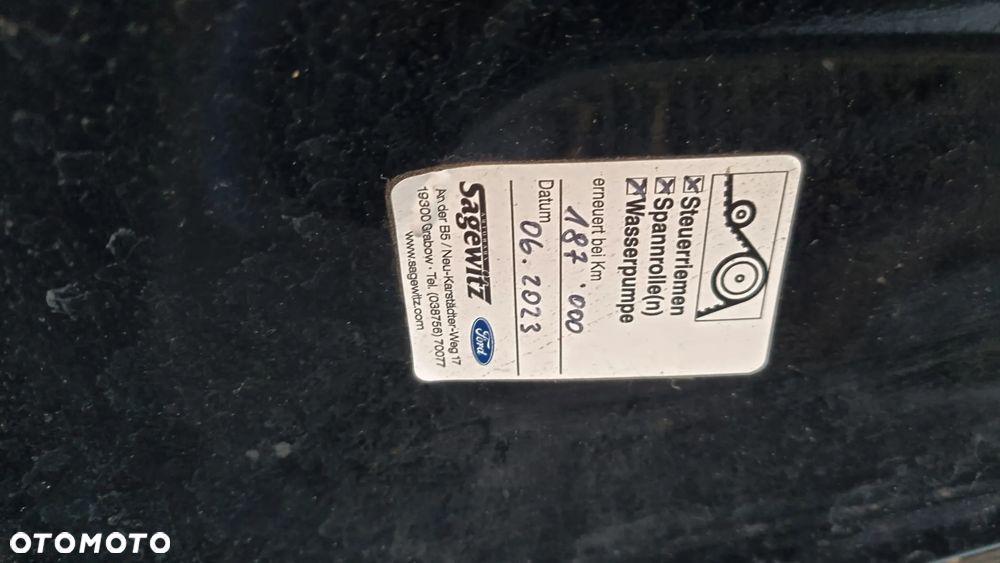 ☒ Steuerriemen
☒ Spannrolle(n)
☒ Wasserpumpe
erneuert bei Km
187.000
Datum 06.2023
Sagewitz
Ford
An der B5 / Neu-Karstädter-Weg 17
19300 Grabow · Tel. (038756) 70077
www.sagewitz.com
OTOMOTO